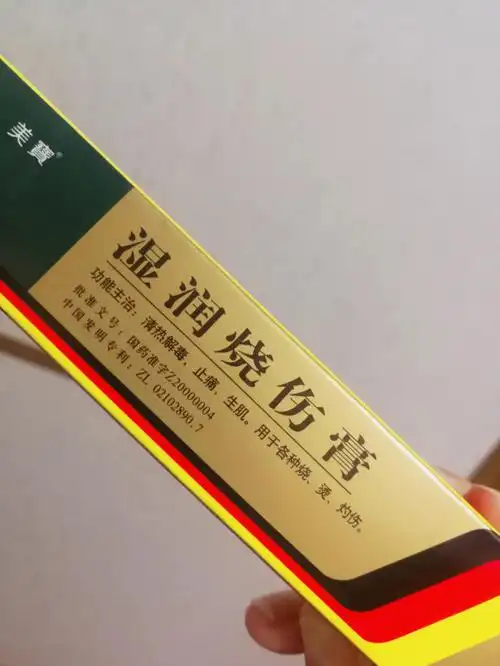 美寳®
湿润烧伤膏
功能主治：清热解毒，止痛，生肌。用于各种烧、烫、灼伤。
批准文号：国药准字Z20000004
中国发明专利：ZL 02102890.7